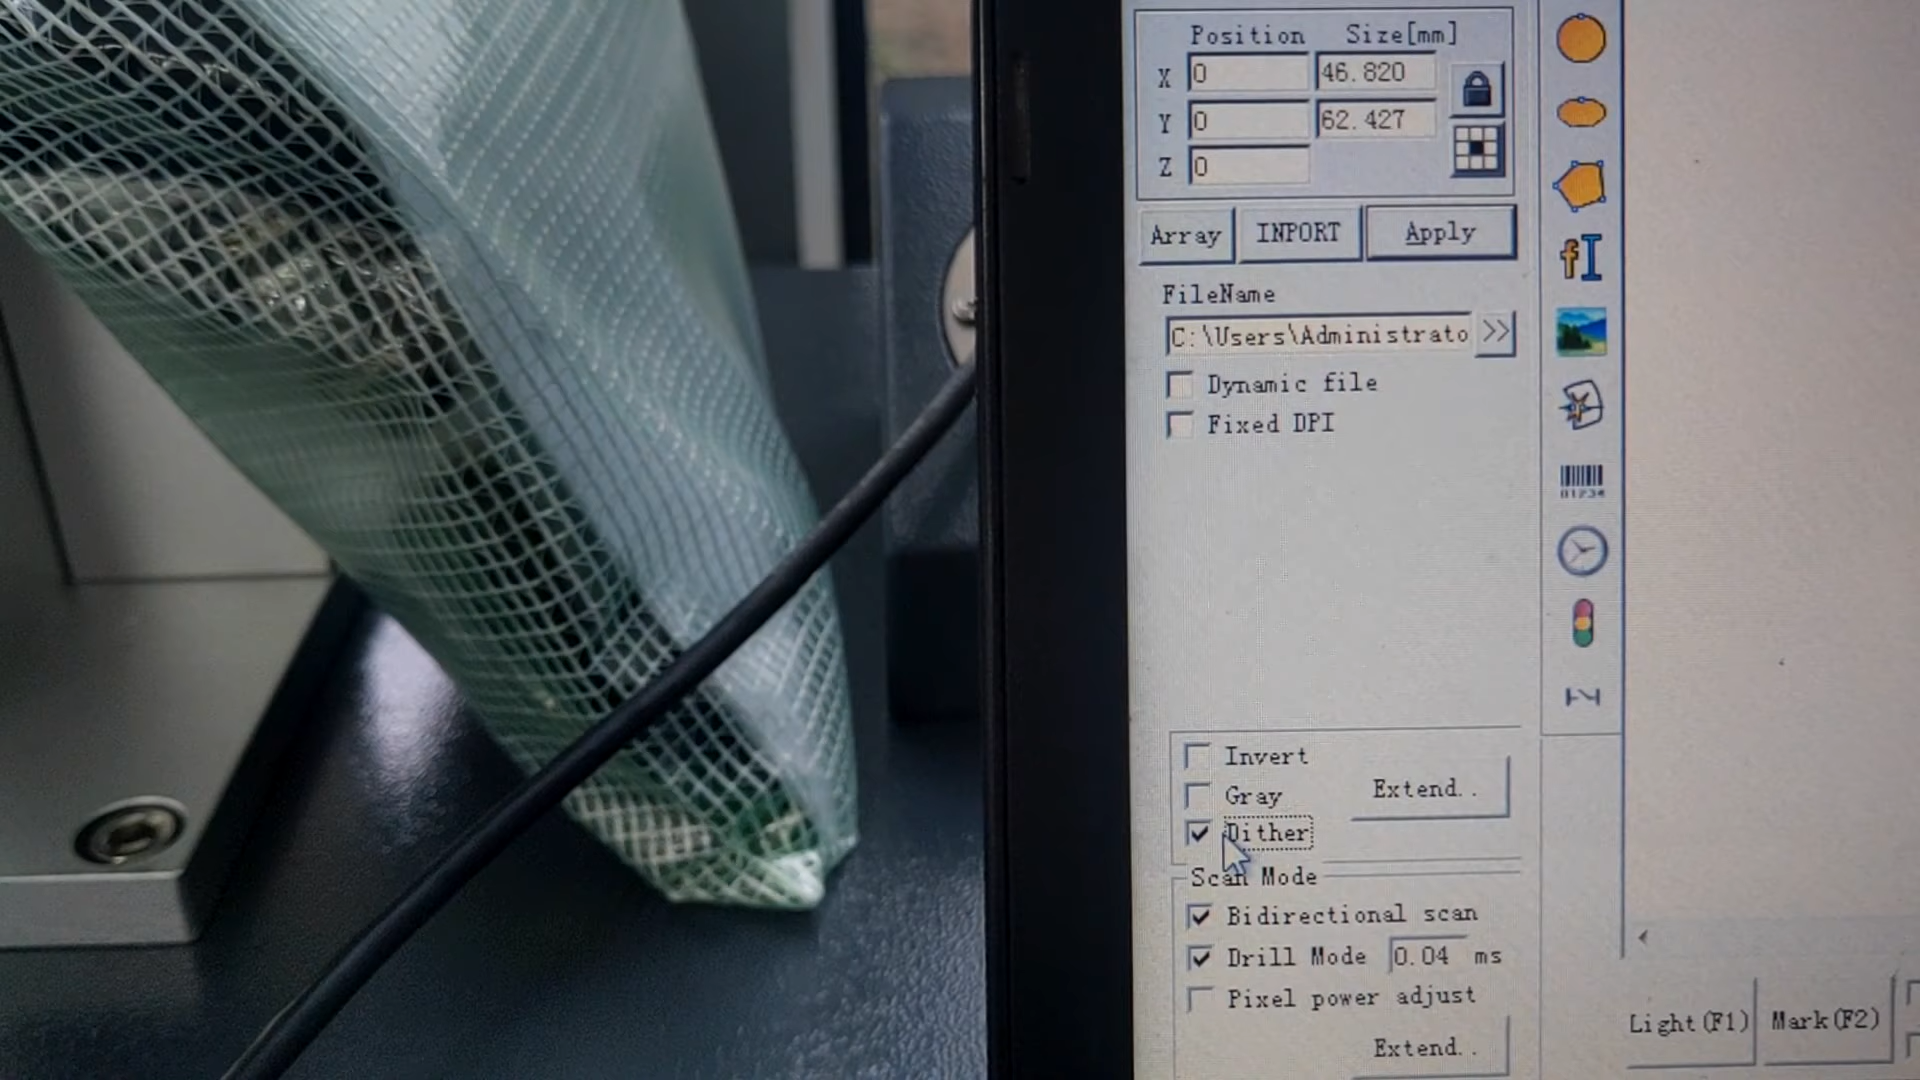 Position Size[mm]
X 0 46.820
Y 0 62.427
Z 0
Array INPORT Apply
FileName
C:\Users\Administrato >>
Dynamic file
Fixed DPI
01234
Invert
Gray
Extend..
Dither
Scan Mode
Bidirectional scan
Drill Mode 0.04 ms
Pixel power adjust
Extend..
Light(F1) Mark(F2)